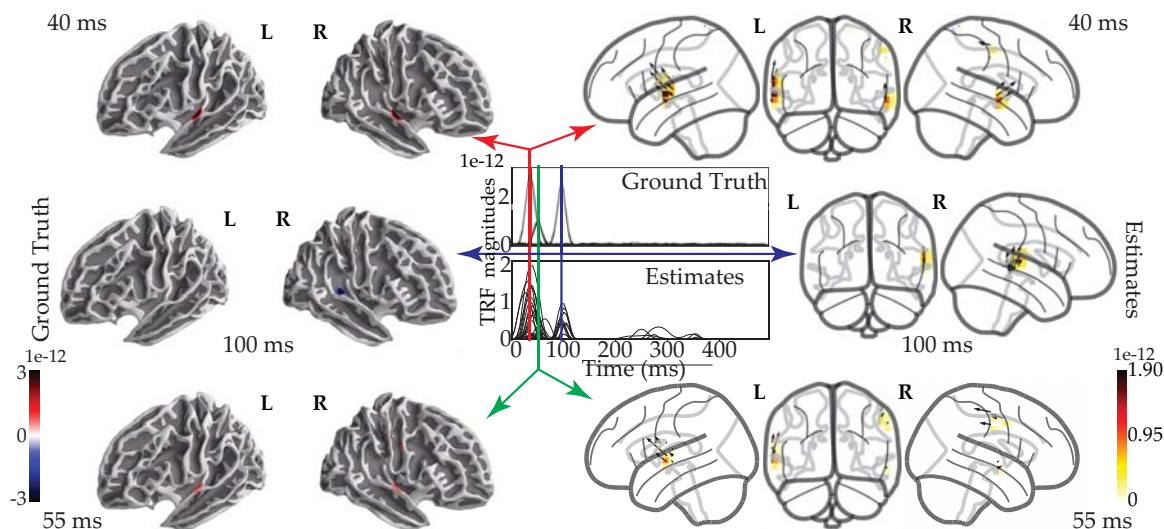 40 ms
L
R
L
R
40 ms
1e-12
Ground Truth
2
0
TRF magnitudes
2
Estimates
1
0
0
100
200
300
400
Time (ms)
Ground Truth
L
R
100 ms
L
R
100 ms
Estimates
1e-12
3
0
-3
L
R
55 ms
L
R
1e-12
1.90
0.95
0
55 ms